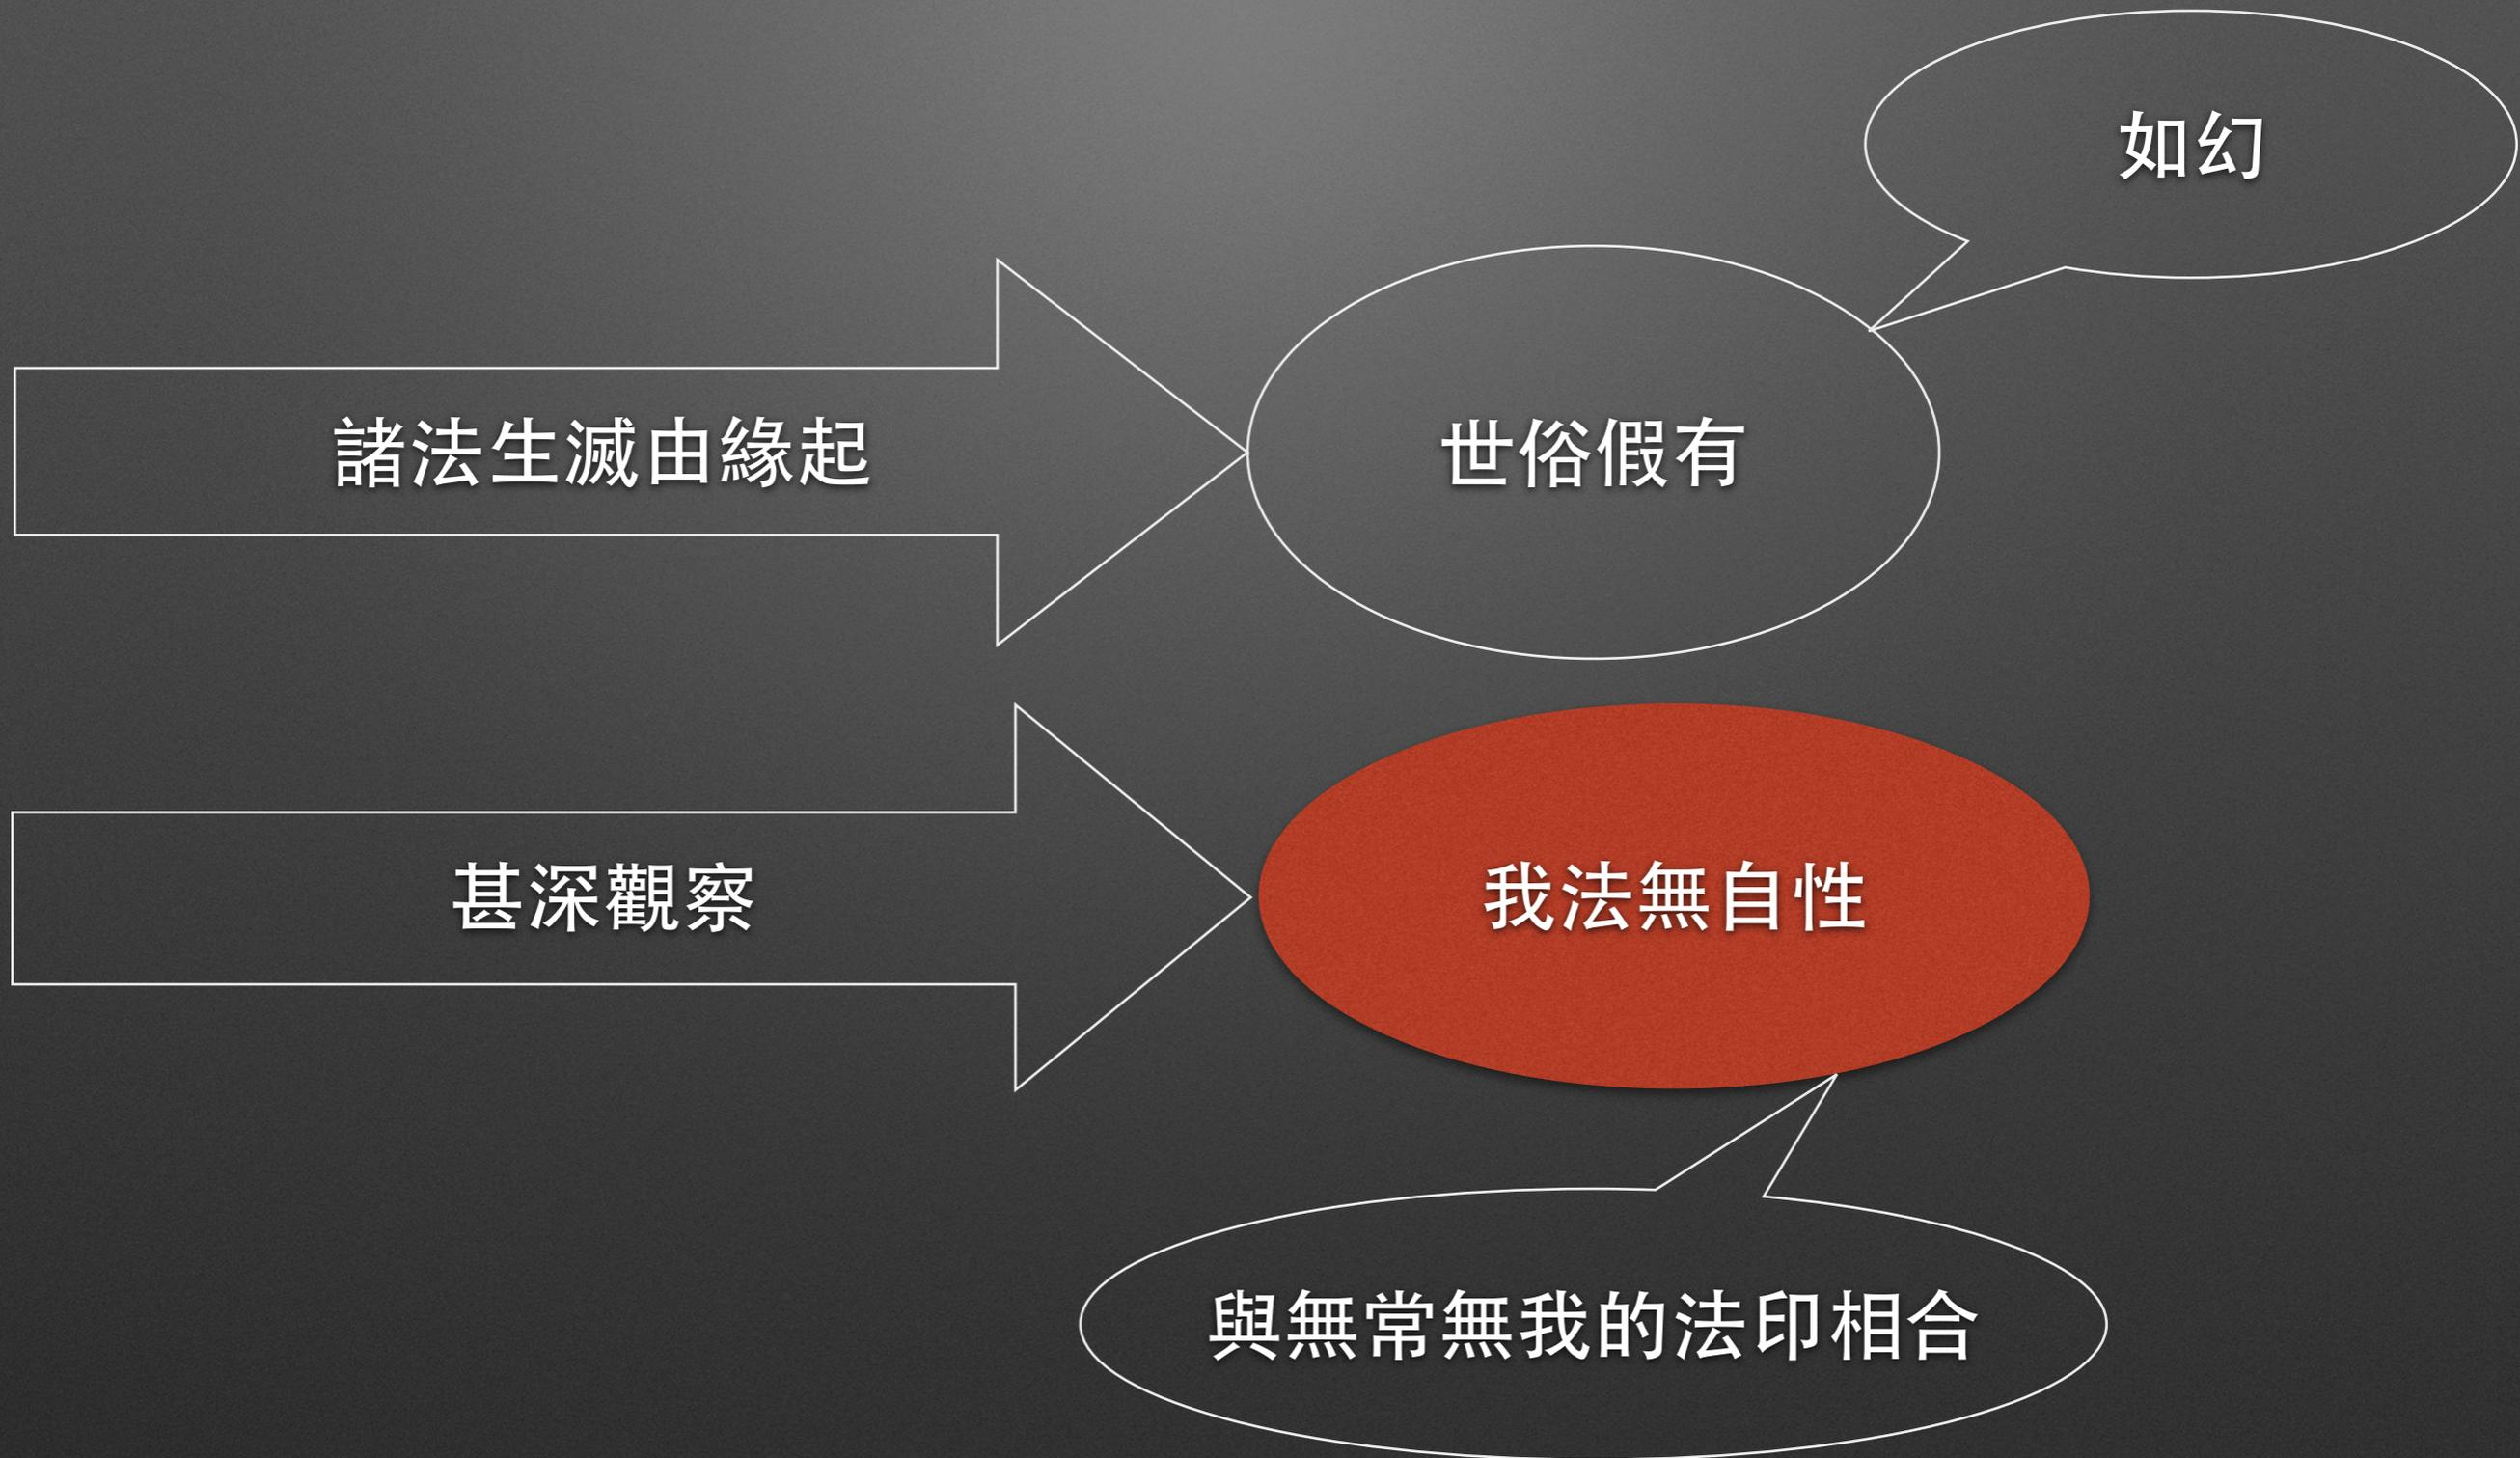 如幻
諸法生滅由緣起
世俗假有
甚深觀察
我法無自性
與無常無我的法印相合